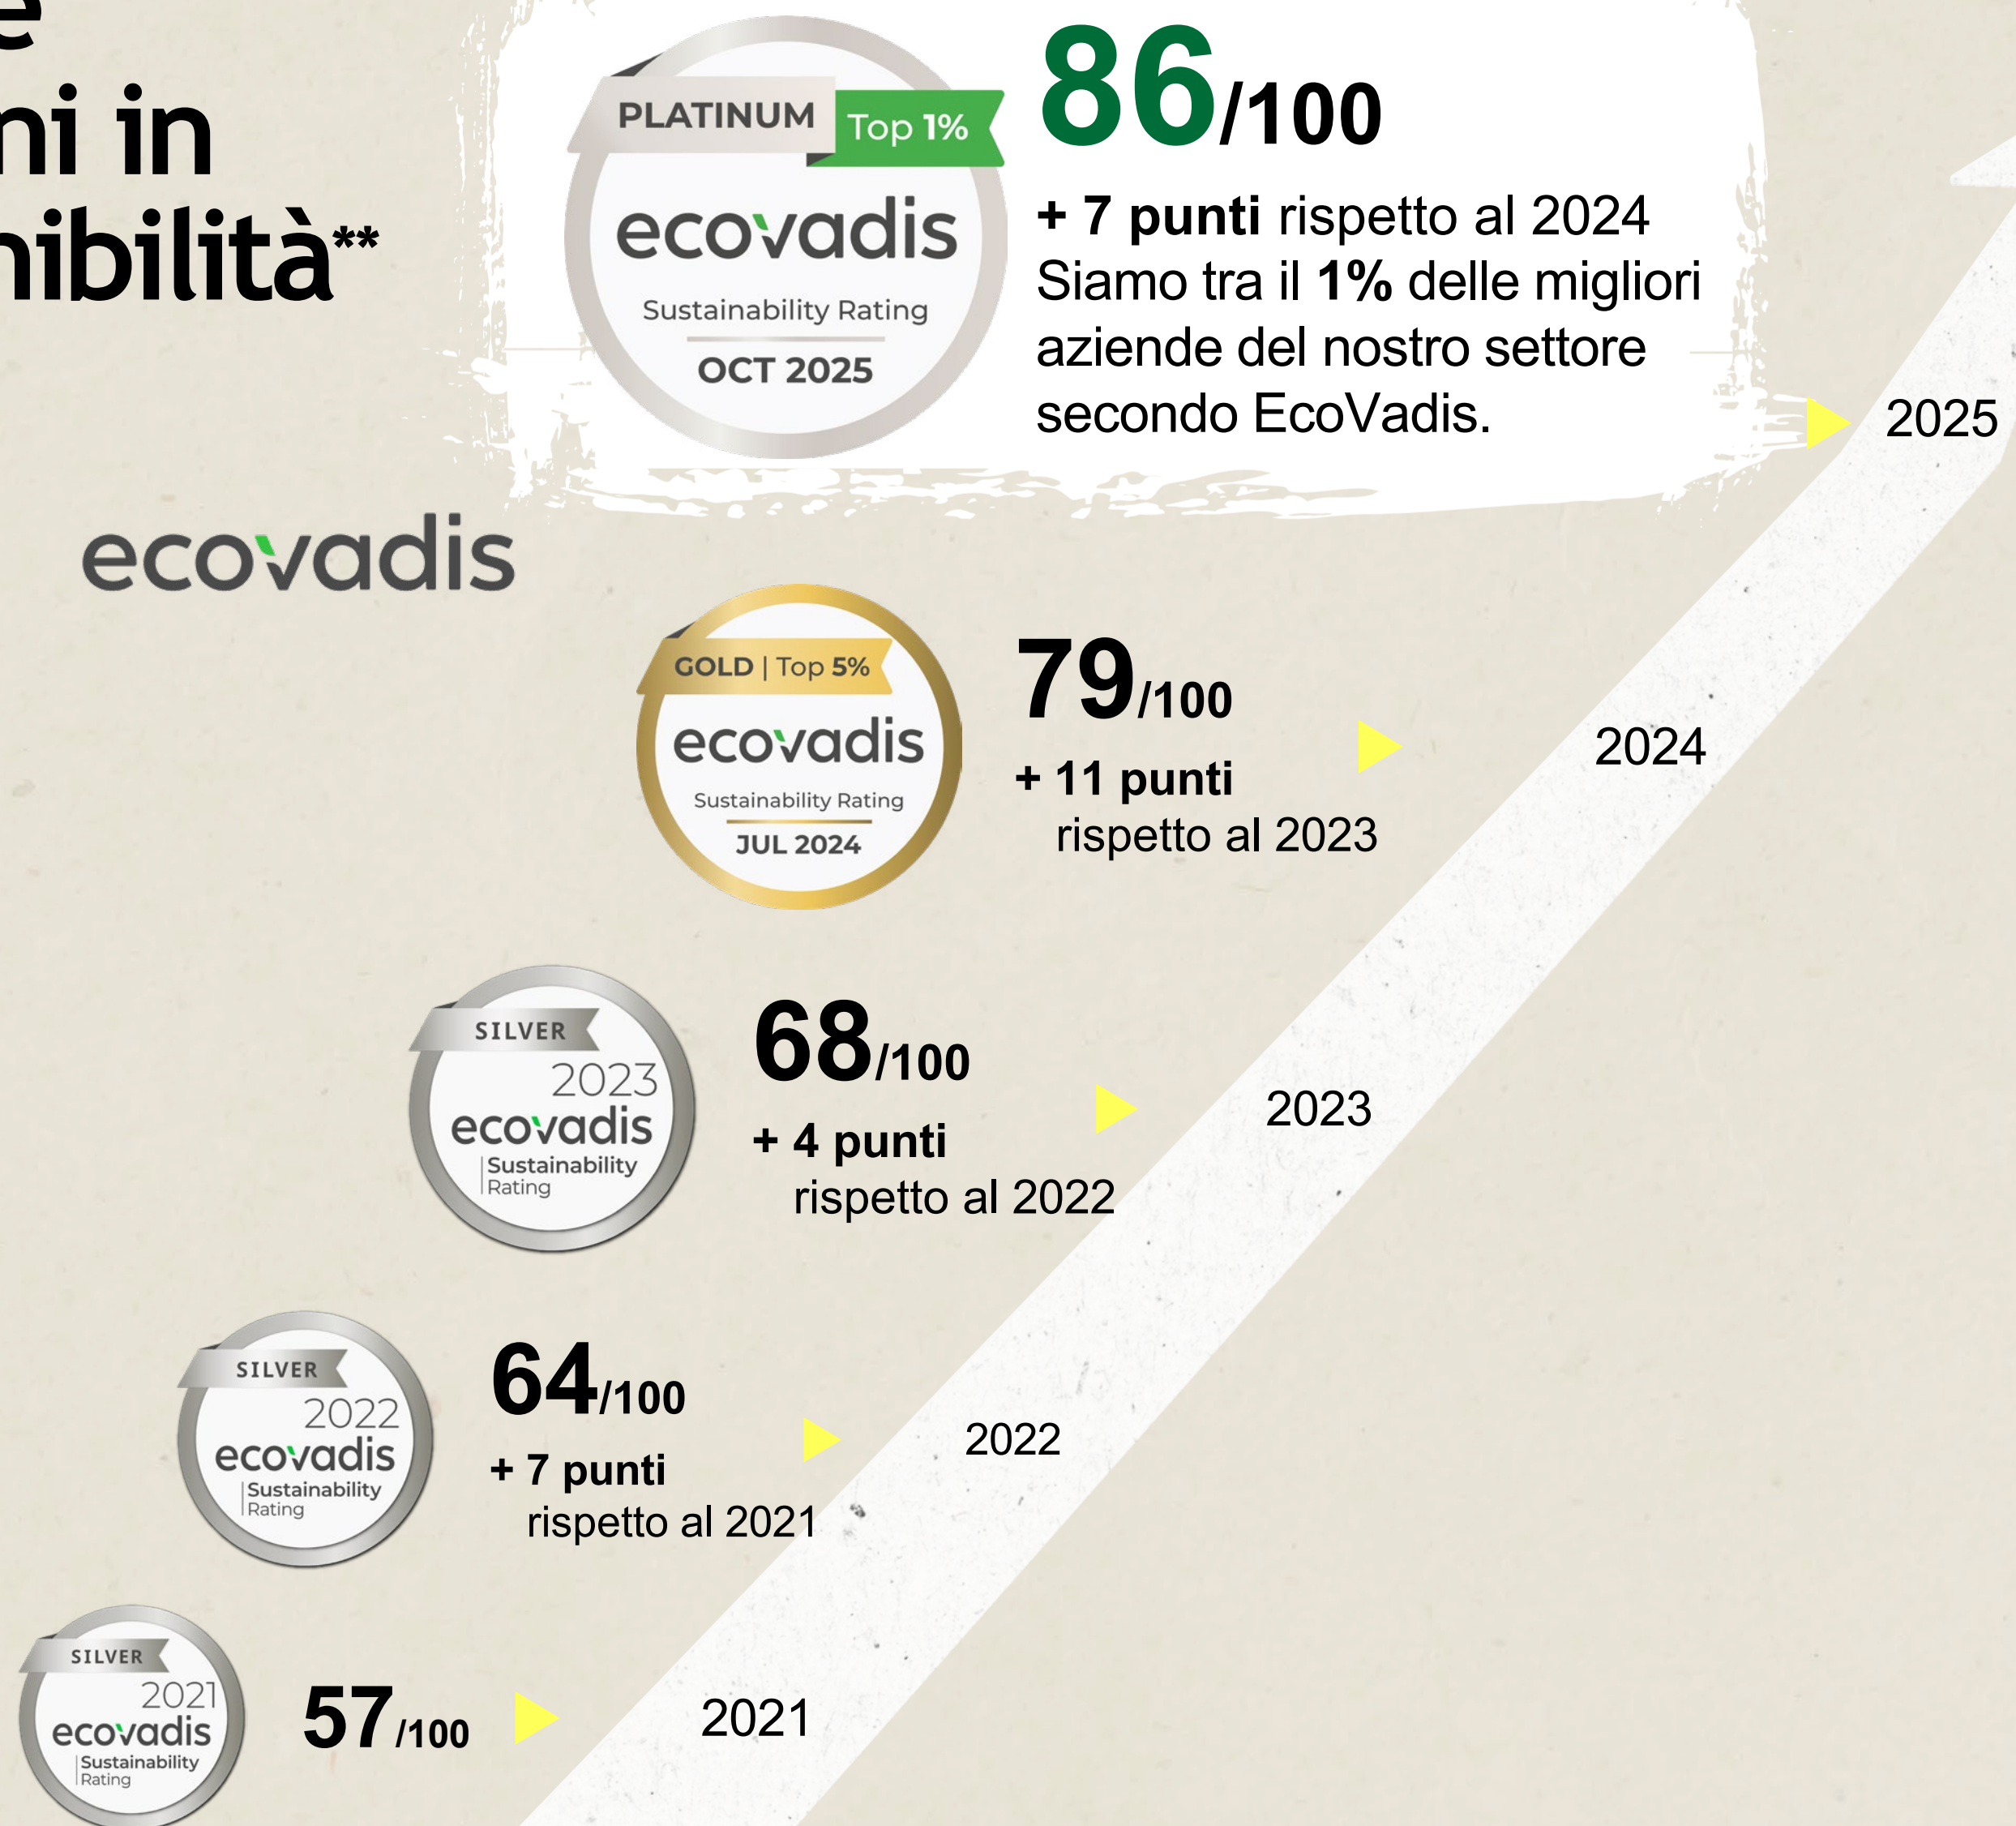 ni in
nibilità**
PLATINUM Top 1%
ecovadis
Sustainability Rating
OCT 2025
86/100
+ 7 punti rispetto al 2024
Siamo tra il 1% delle migliori
aziende del nostro settore
secondo EcoVadis.
2025
ecovadis
GOLD | Top 5%
ecovadis
Sustainability Rating
JUL 2024
79/100
+ 11 punti
rispetto al 2023
2024
SILVER
2023
ecovadis
Sustainability
Rating
68/100
+ 4 punti
rispetto al 2022
2023
SILVER
2022
ecovadis
Sustainability
Rating
64/100
+ 7 punti
rispetto al 2021
2022
SILVER
2021
ecovadis
Sustainability
Rating
57/100
2021